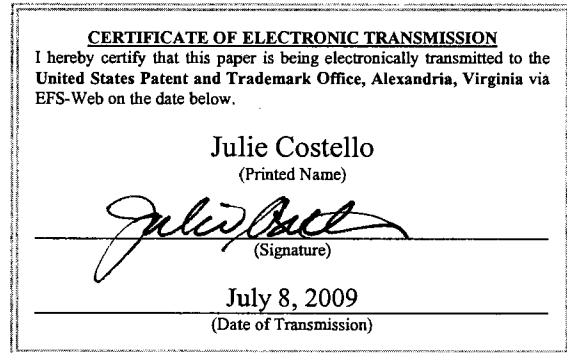 CERTIFICATE OF ELECTRONIC TRANSMISSION
I hereby certify that this paper is being electronically transmitted to the
United States Patent and Trademark Office, Alexandria, Virginia via
EFS-Web on the date below.
Julie Costello
(Printed Name)
Julie Costello
(Signature)
July 8, 2009
(Date of Transmission)